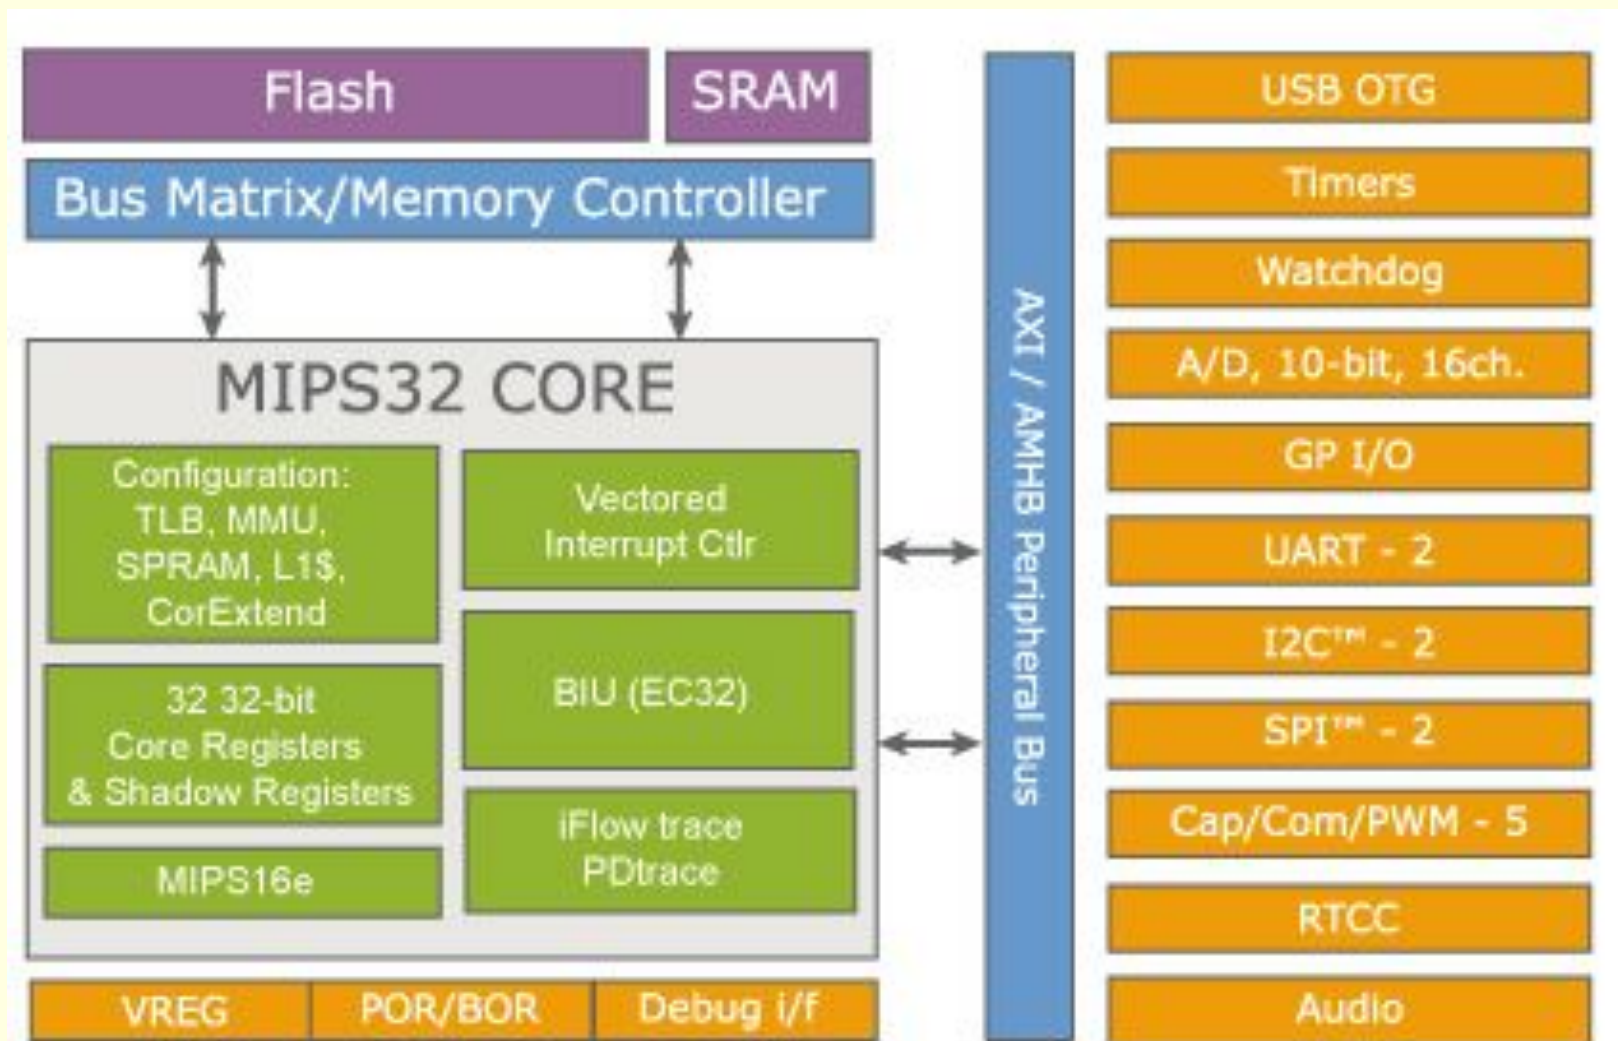 Flash
SRAM
Bus Matrix/Memory Controller
MIPS32 CORE
Configuration:
TLB, MMU,
SPRAM, L1$,
CorExtend
32 32-bit
Core Registers
& Shadow Registers
MIPS16e
Vectored
Interrupt Ctlr
BIU (EC32)
iFlow trace
PDtrace
VREG
POR/BOR
Debug i/f
AXI / AMHB Peripheral Bus
USB OTG
Timers
Watchdog
A/D, 10-bit, 16ch.
GP I/O
UART - 2
I2C™ - 2
SPI™ - 2
Cap/Com/PWM - 5
RTCC
Audio